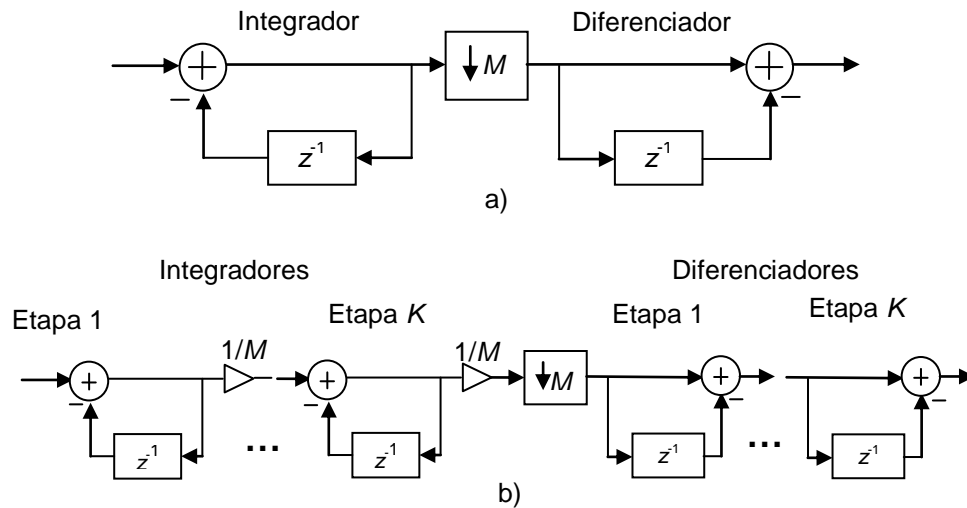 Integrador
Diferenciador
↓M
+
+
−
−
z⁻¹
z⁻¹
a)
Integradores
Diferenciadores
Etapa 1
Etapa K
Etapa 1
Etapa K
1/M
1/M
+
+
↓M
+
+
−
−
−
−
z⁻¹
...
z⁻¹
z⁻¹
...
z⁻¹
b)